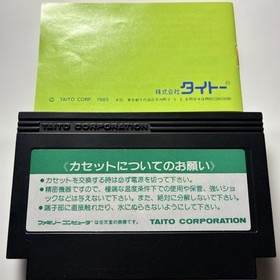 株式会社タイトー®
© TAITO CORP. 1989
TAITO CORPORATION
《カセットについてのお願い》
●カセットを交換する時は必ず電源を切って下さい。
●精密機器ですので、極端な温度条件下での使用や保管、強いショックなどは与えないで下さい。また、絶対に分解しないで下さい。
●端子部に直接触れたり、水にぬらさないようにして下さい。
ファミリーコンピュータ は任天堂の商標です。 TAITO CORPORATION